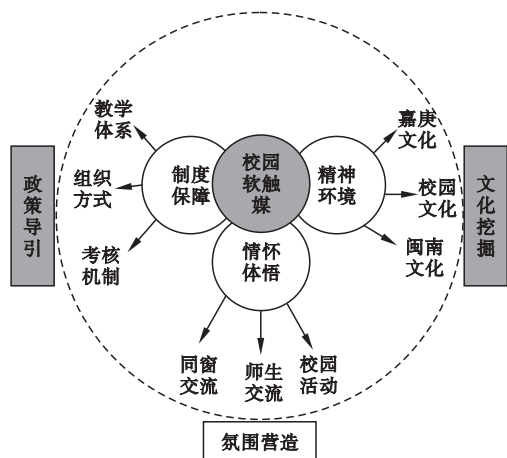 教学
体系
组织
方式
考核
机制
政
策
导
引
制度
保障
校园
软触
媒
精神
环境
情怀
体悟
嘉庚
文化
校园
文化
闽南
文化
文
化
挖
掘
同窗
交流
师生
交流
校园
活动
氛围营造